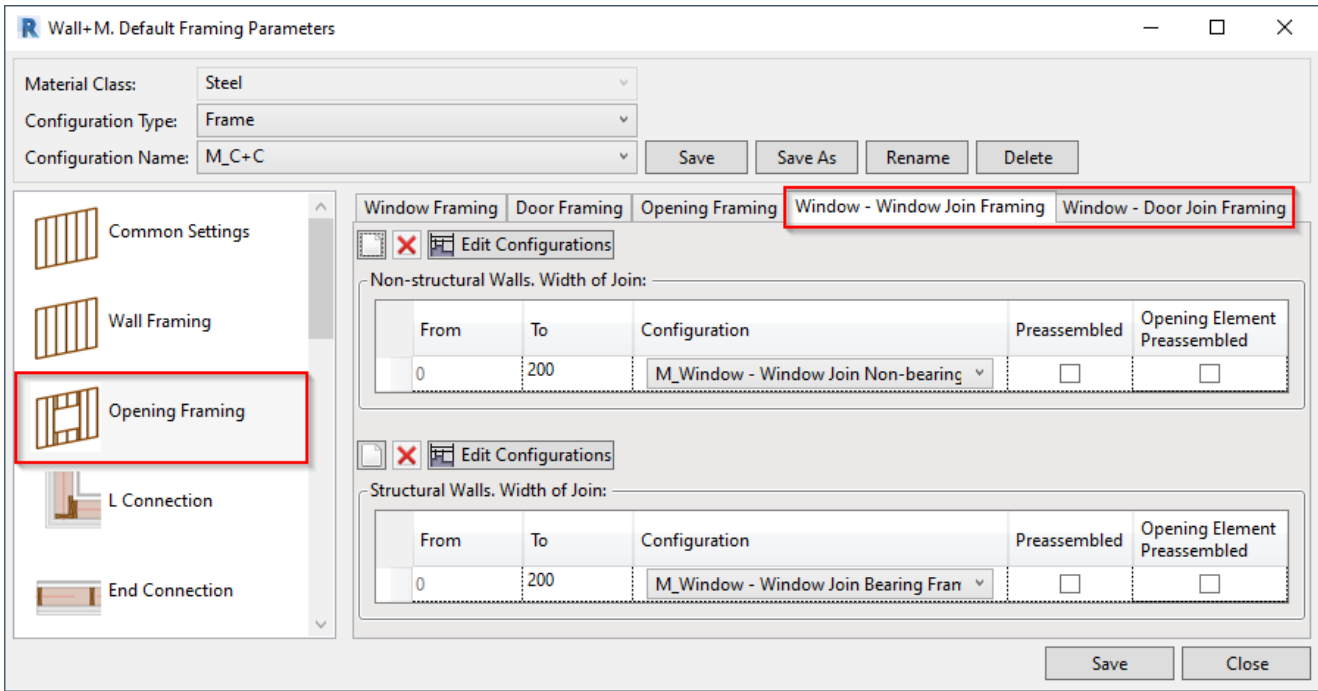 Wall+M. Default Framing Parameters
Material Class: Steel
Configuration Type: Frame
Configuration Name: M_C+C Save Save As Rename Delete
Common Settings
Wall Framing
Opening Framing
L Connection
End Connection
Window Framing Door Framing Opening Framing Window - Window Join Framing Window - Door Join Framing
Edit Configurations
Non-structural Walls. Width of Join:
From To Configuration Preassembled Opening Element
Preassembled
0 200 M_Window - Window Join Non-bearing
Edit Configurations
Structural Walls. Width of Join:
From To Configuration Preassembled Opening Element
Preassembled
0 200 M_Window - Window Join Bearing Fran
Save Close